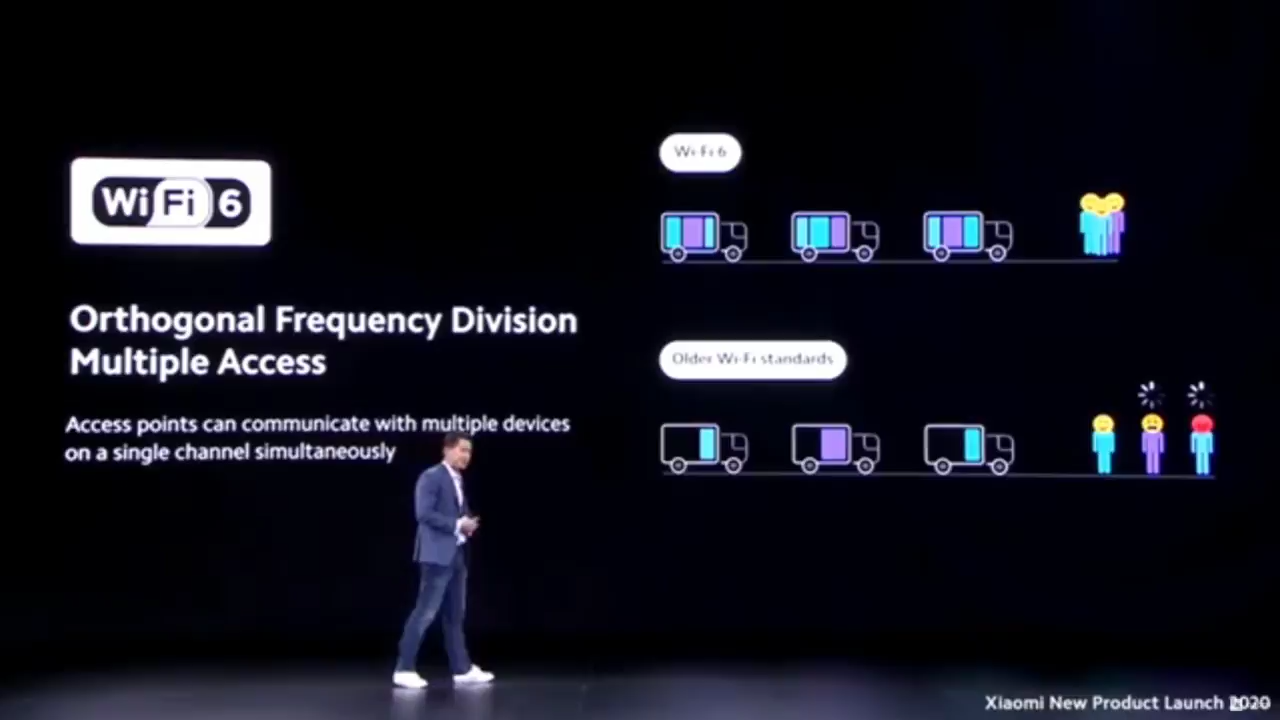 Wi-Fi 6
WiFi 6
Orthogonal Frequency Division
Multiple Access
Access points can communicate with multiple devices
on a single channel simultaneously
Older Wi-Fi standards
Xiaomi New Product Launch 2020